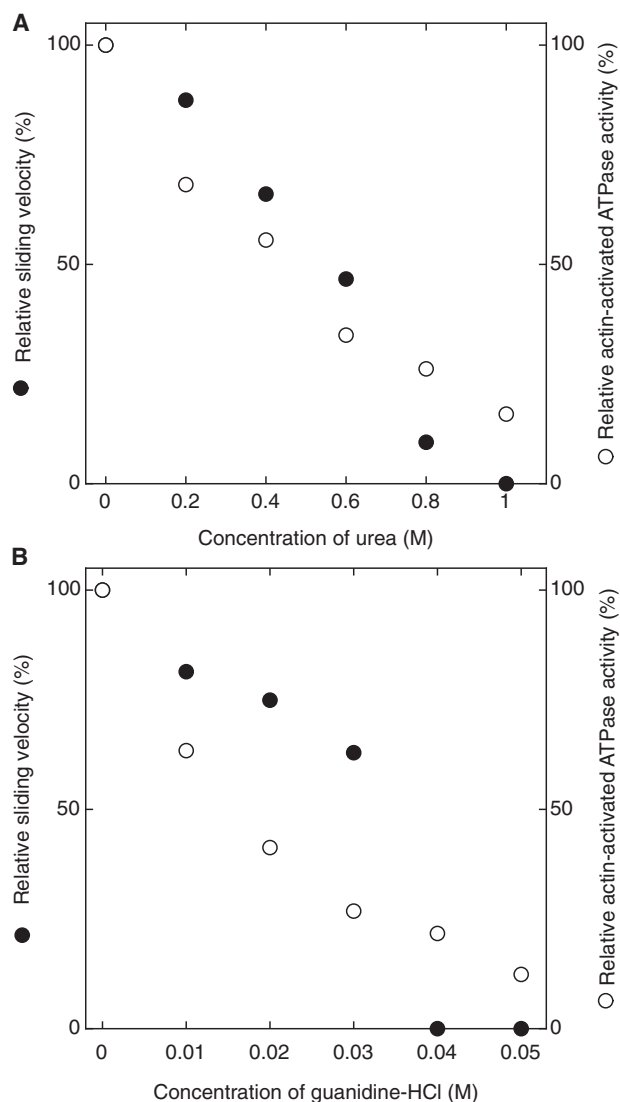 A
Relative sliding velocity (%)
100
50
0
100
50
0
Relative actin-activated ATPase activity (%)
0 0.2 0.4 0.6 0.8 1
Concentration of urea (M)
B
Relative sliding velocity (%)
100
50
0
100
50
0
Relative actin-activated ATPase activity (%)
0 0.01 0.02 0.03 0.04 0.05
Concentration of guanidine-HCl (M)